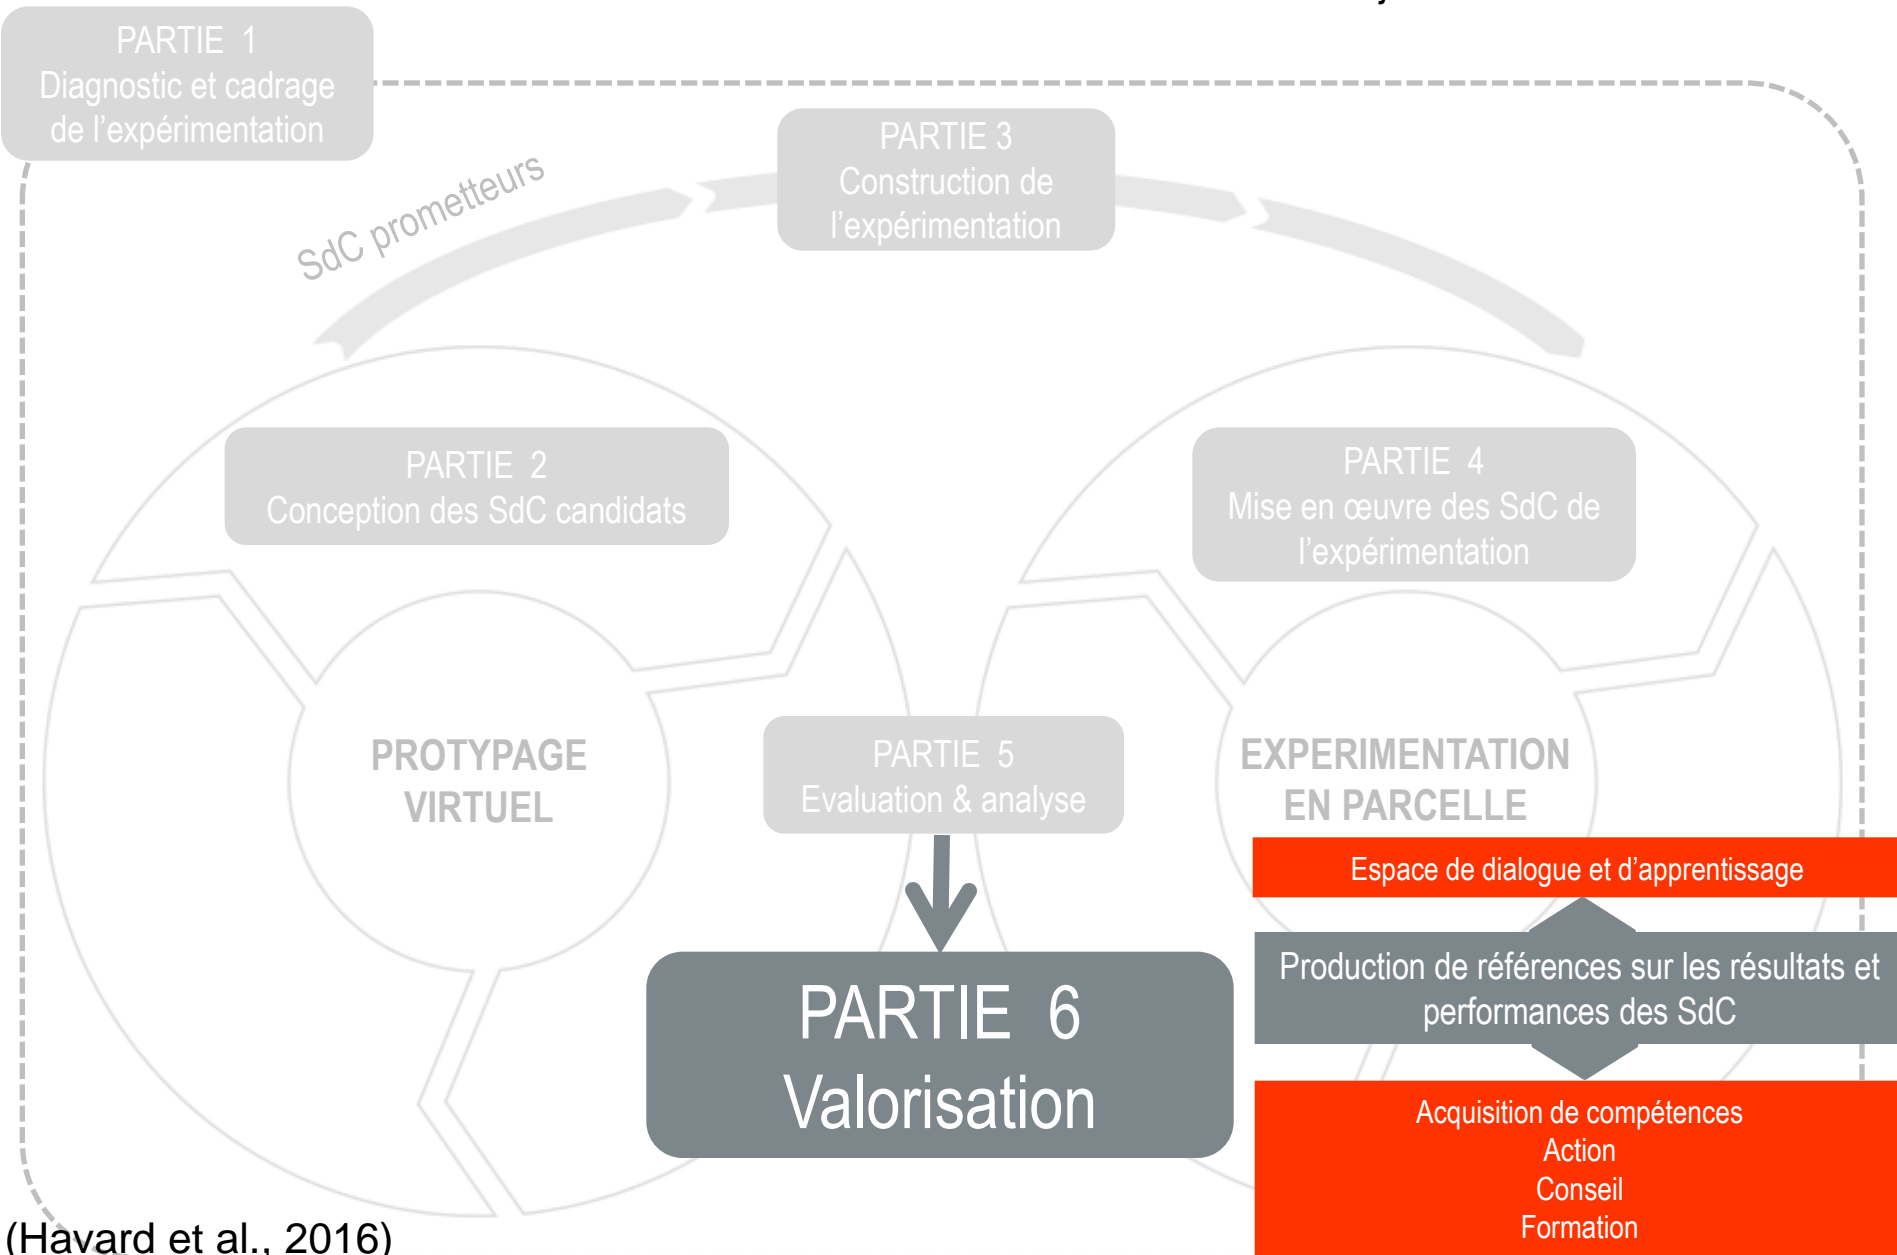 PARTIE 1
Diagnostic et cadrage
de l’expérimentation
SdC prometteurs
PARTIE 3
Construction de
l’expérimentation
PARTIE 2
Conception des SdC candidats
PARTIE 4
Mise en œuvre des SdC de
l’expérimentation
PROTYPAGE
VIRTUEL
PARTIE 5
Evaluation & analyse
EXPERIMENTATION
EN PARCELLE
Espace de dialogue et d’apprentissage
Production de références sur les résultats et
performances des SdC
PARTIE 6
Valorisation
Acquisition de compétences
Action
Conseil
Formation
(Havard et al., 2016)